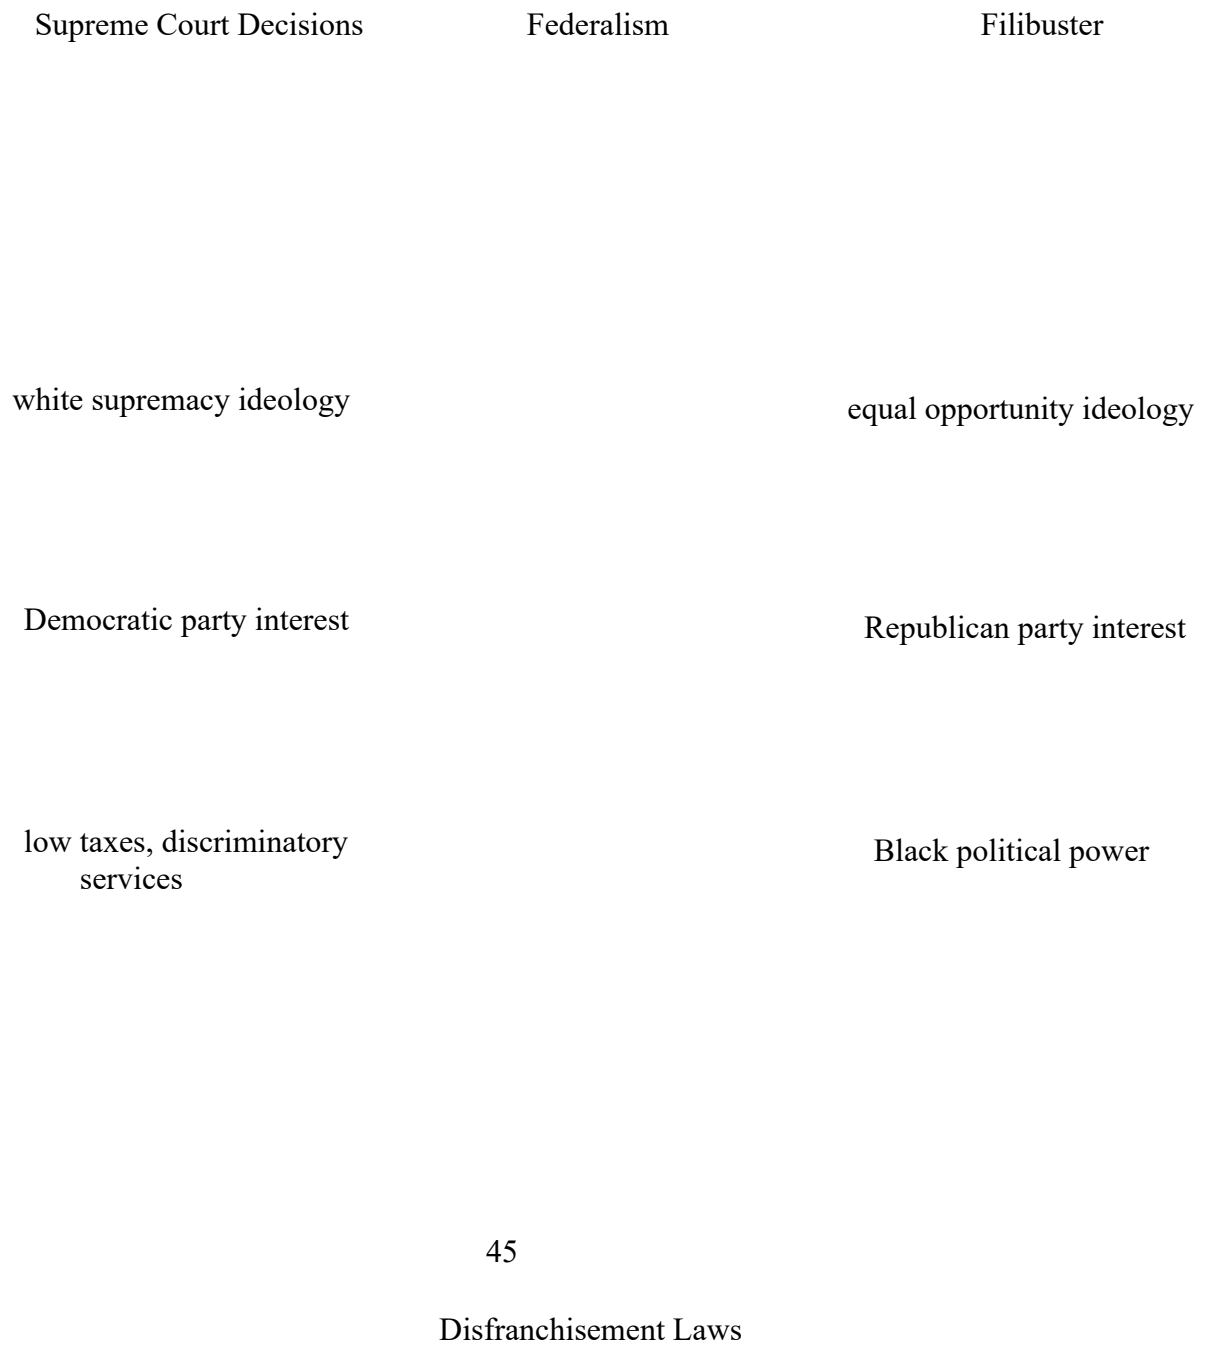 Supreme Court Decisions Federalism Filibuster
white supremacy ideology
equal opportunity ideology
Democratic party interest
Republican party interest
low taxes, discriminatory
services
Black political power
45
Disfranchisement Laws